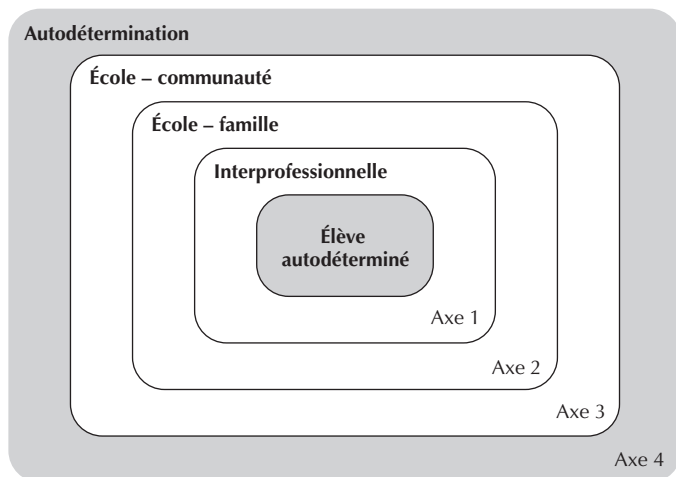 Autodétermination
École – communauté
École – famille
Interprofessionnelle
Élève
autodéterminé
Axe 1
Axe 2
Axe 3
Axe 4